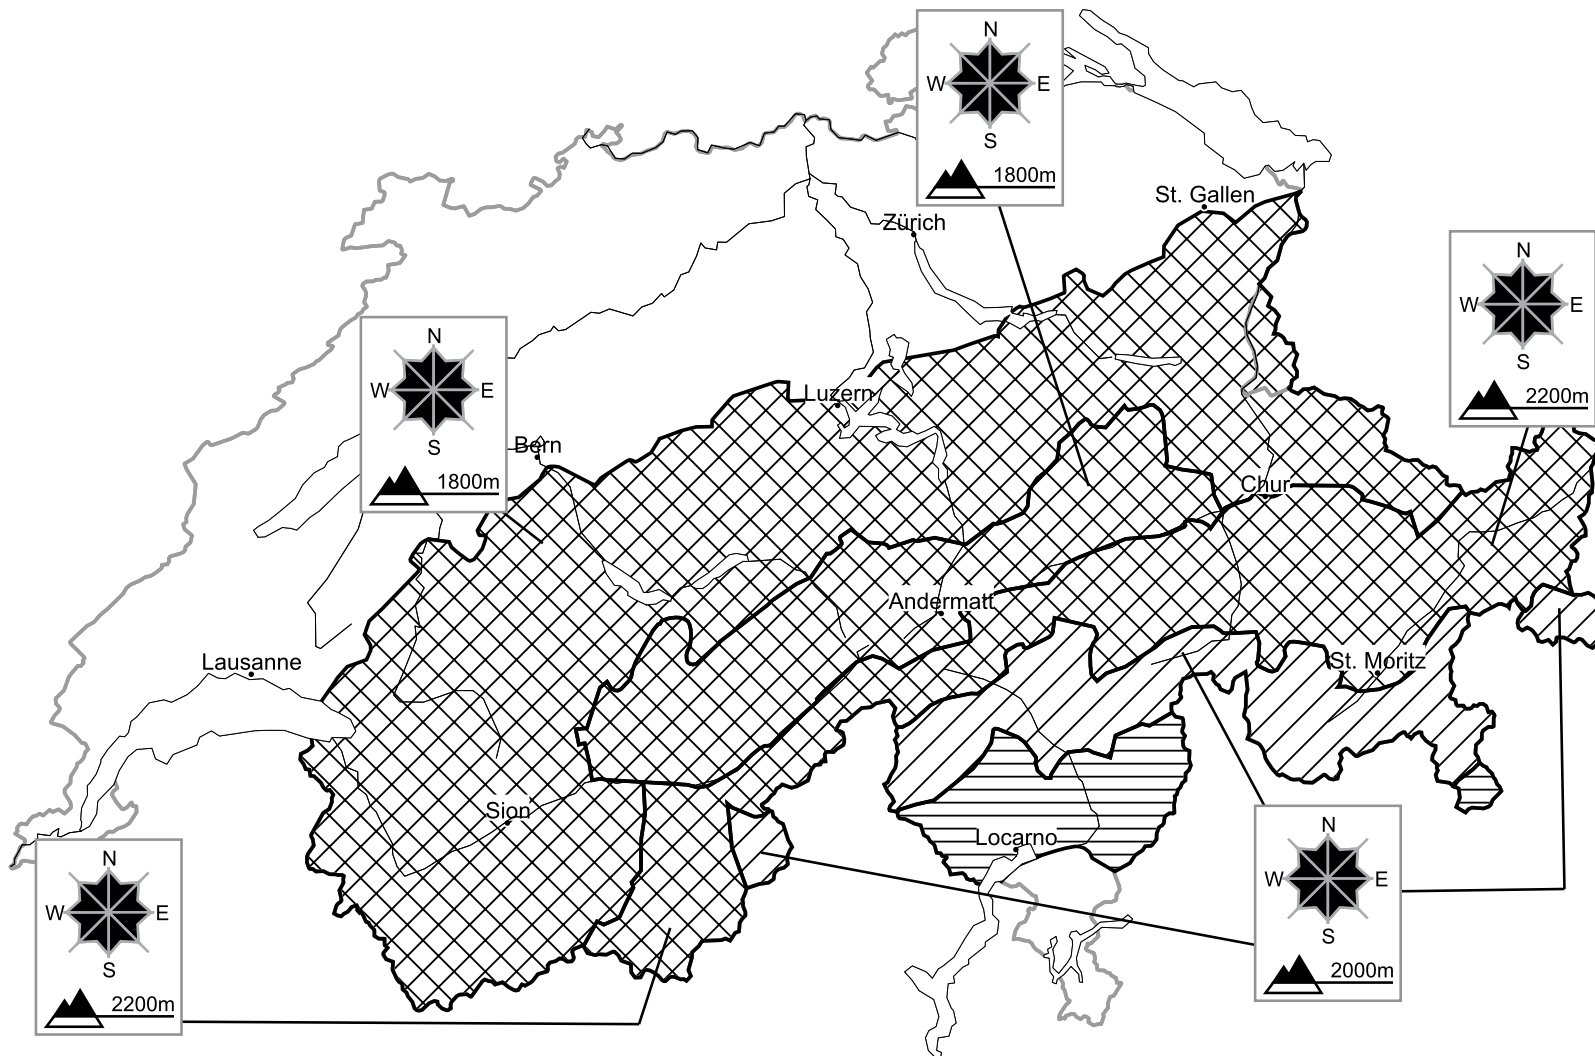 N
W E
S
1800m
St. Gallen
Zürich
N
W E
S
2200m
N
W E
S
1800m
Luzern
Bern
Chur
Andermatt
Lausanne
St. Moritz
Sion
Locarno
N
W E
S
2000m
N
W E
S
2200m